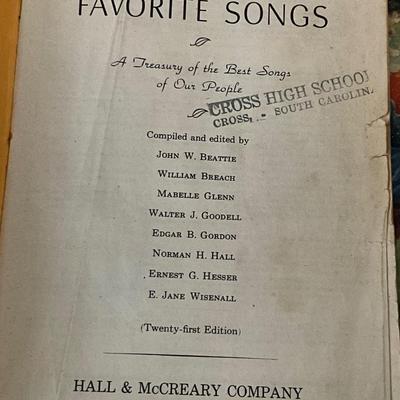 FAVORITE SONGS
A Treasury of the Best Songs
of Our People
CROSS HIGH SCHOOL
CROSS, - SOUTH CAROLINA
Compiled and edited by
JOHN W. BEATTIE
WILLIAM BREACH
MABELLE GLENN
WALTER J. GOODELL
EDGAR B. GORDON
NORMAN H. HALL
ERNEST G. HESSER
E. JANE WISENALL
(Twenty-first Edition)
HALL & McCREARY COMPANY